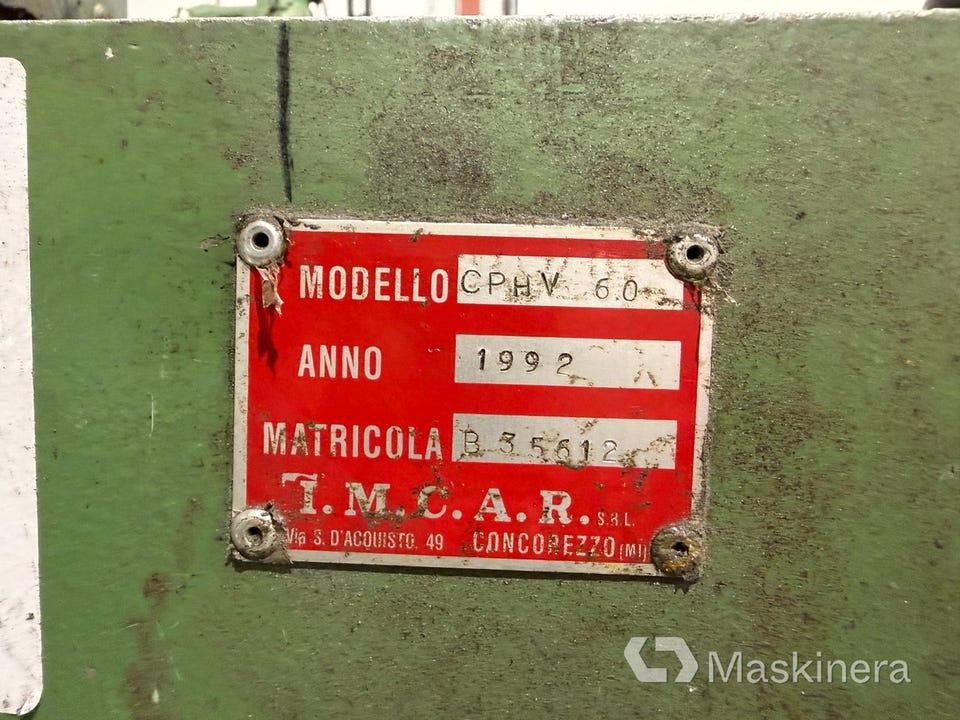 MODELLO CPHV 60
ANNO 1992
MATRICOLA B 35612
I.M.C.A.R. S.R.L.
Via S. D'ACQUISTO, 49 CONCOREZZO (MI)
Maskinera